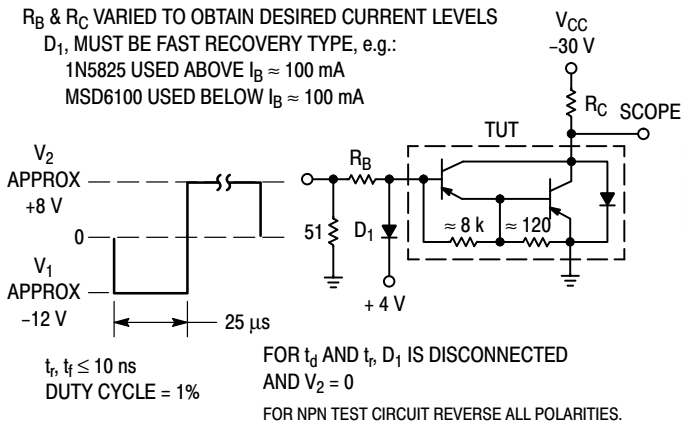 R_B & R_C VARIED TO OBTAIN DESIRED CURRENT LEVELS
D_1, MUST BE FAST RECOVERY TYPE, e.g.:
1N5825 USED ABOVE I_B ≈ 100 mA
MSD6100 USED BELOW I_B ≈ 100 mA
V_CC
−30 V
R_C
SCOPE
TUT
V_2
APPROX
+8 V
0
V_1
APPROX
−12 V
25 μs
R_B
51
D_1
+ 4 V
≈ 8 k
≈ 120
t_r, t_f ≤ 10 ns
DUTY CYCLE = 1%
FOR t_d AND t_r, D_1 IS DISCONNECTED
AND V_2 = 0
FOR NPN TEST CIRCUIT REVERSE ALL POLARITIES.